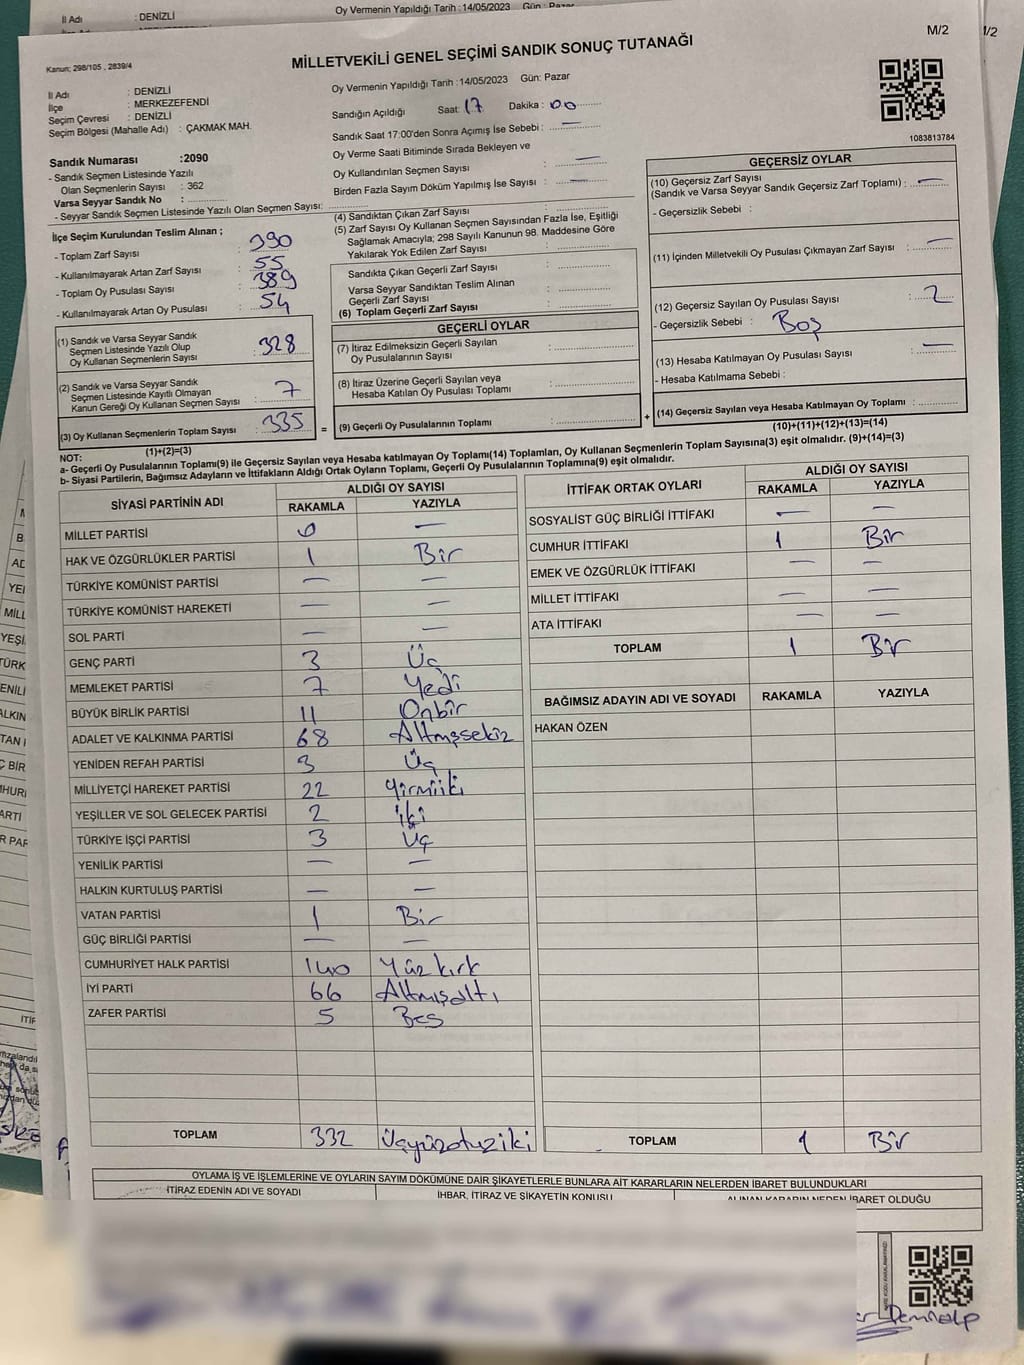 İl Adı : DENİZLİ
Oy Vermenin Yapıldığı Tarih : 14/05/2023 Gün : Pazar
M/2
Kanun; 298/105 , 2839/4
MİLLETVEKİLİ GENEL SEÇİMİ SANDIK SONUÇ TUTANAĞI
M/2
İl Adı : DENİZLİ
İlçe : MERKEZEFENDİ
Seçim Çevresi : DENİZLİ
Seçim Bölgesi (Mahalle Adı) : ÇAKMAK MAH.
Oy Vermenin Yapıldığı Tarih : 14/05/2023 Gün: Pazar
Sandığın Açıldığı Saat: 17 Dakika : 00
Sandık Saat 17:00'den Sonra Açımış İse Sebebi : —
Oy Verme Saati Bitiminde Sırada Bekleyen ve
Oy Kullandırılan Seçmen Sayısı : —
Birden Fazla Sayım Döküm Yapılmış İse Sayısı : —
1083813784
Sandık Numarası :2090
- Sandık Seçmen Listesinde Yazılı
Olan Seçmenlerin Sayısı : 362
Varsa Seyyar Sandık No :
- Seyyar Sandık Seçmen Listesinde Yazılı Olan Seçmen Sayısı:
İlçe Seçim Kurulundan Teslim Alınan ;
- Toplam Zarf Sayısı : 390
- Kullanılmayarak Artan Zarf Sayısı : 55
- Toplam Oy Pusulası Sayısı : 389
- Kullanılmayarak Artan Oy Pusulası : 54
(1) Sandık ve Varsa Seyyar Sandık
Seçmen Listesinde Yazılı Olup
Oy Kullanan Seçmenlerin Sayısı : 328
(2) Sandık ve Varsa Seyyar Sandık
Seçmen Listesinde Kayıtlı Olmayan
Kanun Gereği Oy Kullanan Seçmen Sayısı : 7
(3) Oy Kullanan Seçmenlerin Toplam Sayısı : 335
(1)+(2)=(3)
(4) Sandıktan Çıkan Zarf Sayısı :
(5) Zarf Sayısı Oy Kullanan Seçmen Sayısından Fazla İse, Eşitliği
Sağlamak Amacıyla; 298 Sayılı Kanunun 98. Maddesine Göre
Yakılarak Yok Edilen Zarf Sayısı :
Sandıkta Çıkan Geçerli Zarf Sayısı :
Varsa Seyyar Sandıktan Teslim Alınan
Geçerli Zarf Sayısı :
(6) Toplam Geçerli Zarf Sayısı :
GEÇERLİ OYLAR
(7) İtiraz Edilmeksizin Geçerli Sayılan
Oy Pusulalarının Sayısı :
(8) İtiraz Üzerine Geçerli Sayılan veya
Hesaba Katılan Oy Pusulası Toplamı :
= (9) Geçerli Oy Pusulalarının Toplamı :
GEÇERSİZ OYLAR
(10) Geçersiz Zarf Sayısı
(Sandık ve Varsa Seyyar Sandık Geçersiz Zarf Toplamı) : —
- Geçersizlik Sebebi :
(11) İçinden Milletvekili Oy Pusulası Çıkmayan Zarf Sayısı : —
(12) Geçersiz Sayılan Oy Pusulası Sayısı : 2
- Geçersizlik Sebebi : Boş
(13) Hesaba Katılmayan Oy Pusulası Sayısı : —
- Hesaba Katılmama Sebebi :
+ (14) Geçersiz Sayılan veya Hesaba Katılmayan Oy Toplamı :
(10)+(11)+(12)+(13)=(14)
NOT:
a- Geçerli Oy Pusulalarının Toplamı(9) ile Geçersiz Sayılan veya Hesaba katılmayan Oy Toplamı(14) Toplamları, Oy Kullanan Seçmenlerin Toplam Sayısına(3) eşit olmalıdır. (9)+(14)=(3)
b- Siyasi Partilerin, Bağımsız Adayların ve İttifakların Aldığı Ortak Oyların Toplamı, Geçerli Oy Pusulalarının Toplamına(9) eşit olmalıdır.
SİYASİ PARTİNİN ADI ALDIĞI OY SAYISI
RAKAMLA YAZIYLA
MİLLET PARTİSİ 0 —
HAK VE ÖZGÜRLÜKLER PARTİSİ 1 Bir
TÜRKİYE KOMÜNİST PARTİSİ — —
TÜRKİYE KOMÜNİST HAREKETİ — —
SOL PARTİ — —
GENÇ PARTİ 3 Üç
MEMLEKET PARTİSİ 7 Yedi
BÜYÜK BİRLİK PARTİSİ 11 Onbir
ADALET VE KALKINMA PARTİSİ 68 Altmışsekiz
YENİDEN REFAH PARTİSİ 3 Üç
MİLLİYETÇİ HAREKET PARTİSİ 22 Yirmiiki
YEŞİLLER VE SOL GELECEK PARTİSİ 2 İki
TÜRKİYE İŞÇİ PARTİSİ 3 Üç
YENİLİK PARTİSİ — —
HALKIN KURTULUŞ PARTİSİ — —
VATAN PARTİSİ 1 Bir
GÜÇ BİRLİĞİ PARTİSİ — —
CUMHURİYET HALK PARTİSİ 140 Yüzkırk
İYİ PARTİ 66 Altmışaltı
ZAFER PARTİSİ 5 Beş
TOPLAM 332 Üçyüzotuziki
İTTİFAK ORTAK OYLARI ALDIĞI OY SAYISI
RAKAMLA YAZIYLA
SOSYALİST GÜÇ BİRLİĞİ İTTİFAKI — —
CUMHUR İTTİFAKI 1 Bir
EMEK VE ÖZGÜRLÜK İTTİFAKI — —
MİLLET İTTİFAKI — —
ATA İTTİFAKI — —
TOPLAM 1 Bir
BAĞIMSIZ ADAYIN ADI VE SOYADI RAKAMLA YAZIYLA
HAKAN ÖZEN
TOPLAM 1 Bir
OYLAMA İŞ VE İŞLEMLERİNE VE OYLARIN SAYIM DÖKÜMÜNE DAİR ŞİKAYETLERLE BUNLARA AİT KARARLARIN NELERDEN İBARET BULUNDUKLARI
İTİRAZ EDENİN ADI VE SOYADI İHBAR, İTİRAZ VE ŞİKAYETİN KONUSU ALINAN KARARIN NEDEN İBARET OLDUĞU
Demiralp